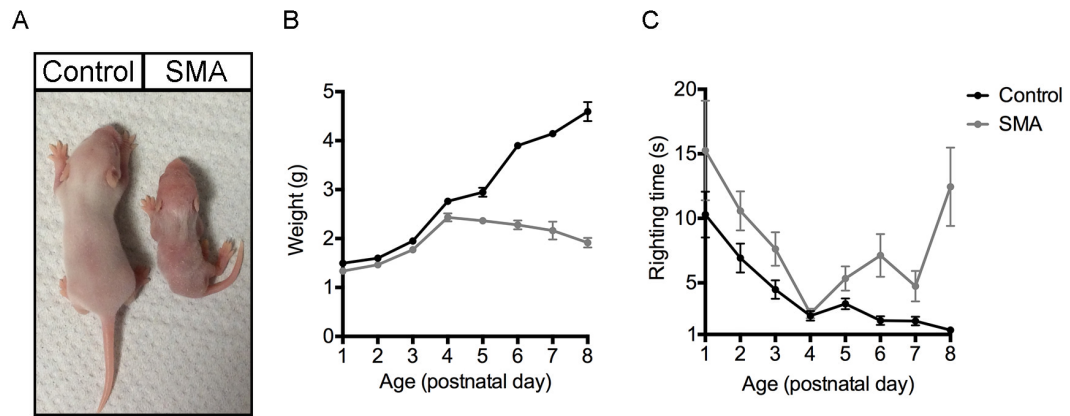 A
B
C
Control SMA
5
4
3
2
1
0
Weight (g)
1 2 3 4 5 6 7 8
Age (postnatal day)
20
15
10
5
1
Righting time (s)
1 2 3 4 5 6 7 8
Age (postnatal day)
Control
SMA